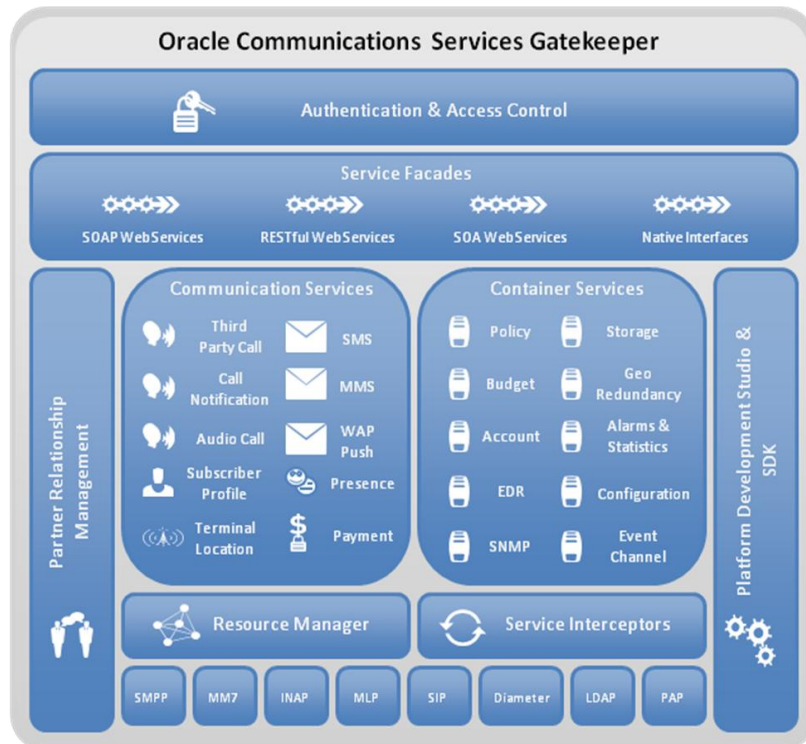 Oracle Communications Services Gatekeeper
Authentication & Access Control
Service Facades
SOAP WebServices
RESTful WebServices
SOA WebServices
Native Interfaces
Partner Relationship
Management
Communication Services
Third
Party Call
SMS
Call
Notification
MMS
Audio Call
WAP
Push
Subscriber
Profile
Presence
Terminal
Location
Payment
Container Services
Policy
Storage
Budget
Geo
Redundancy
Account
Alarms &
Statistics
EDR
Configuration
SNMP
Event
Channel
Platform Development Studio &
SDK
Resource Manager
Service Interceptors
SMPP
MM7
INAP
MLP
SIP
Diameter
LDAP
PAP